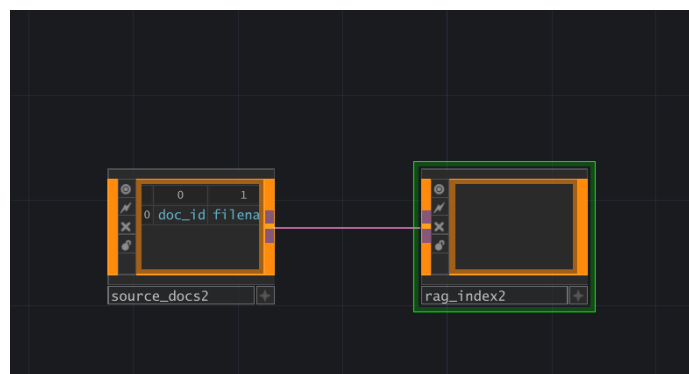 0 1
0 doc_id filena
source_docs2
rag_index2